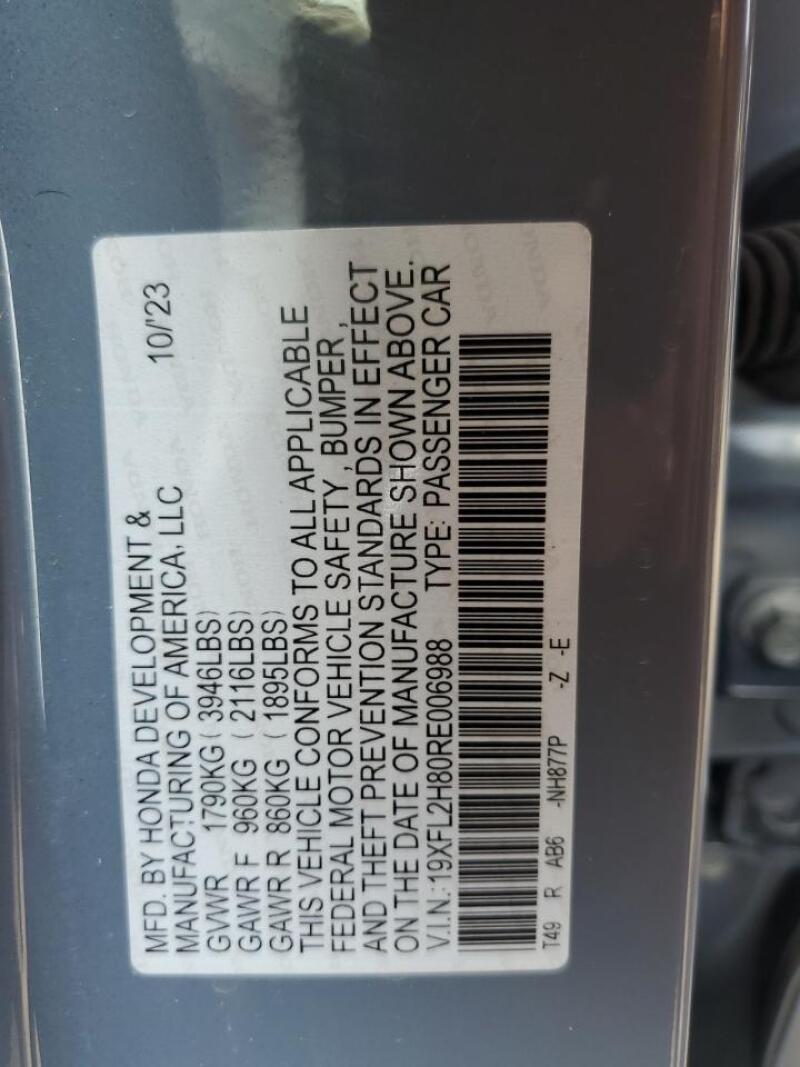 MFD. BY HONDA DEVELOPMENT &
MANUFACTURING OF AMERICA, LLC 10/'23
GVWR 1790KG ( 3946LBS)
GAWR F 960KG ( 2116LBS)
GAWR R 860KG ( 1895LBS)
THIS VEHICLE CONFORMS TO ALL APPLICABLE
FEDERAL MOTOR VEHICLE SAFETY, BUMPER,
AND THEFT PREVENTION STANDARDS IN EFFECT
ON THE DATE OF MANUFACTURE SHOWN ABOVE.
V.I.N.: 19XFL2H80RE006988 TYPE: PASSENGER CAR
T49 R AB6 -NH877P -Z -E